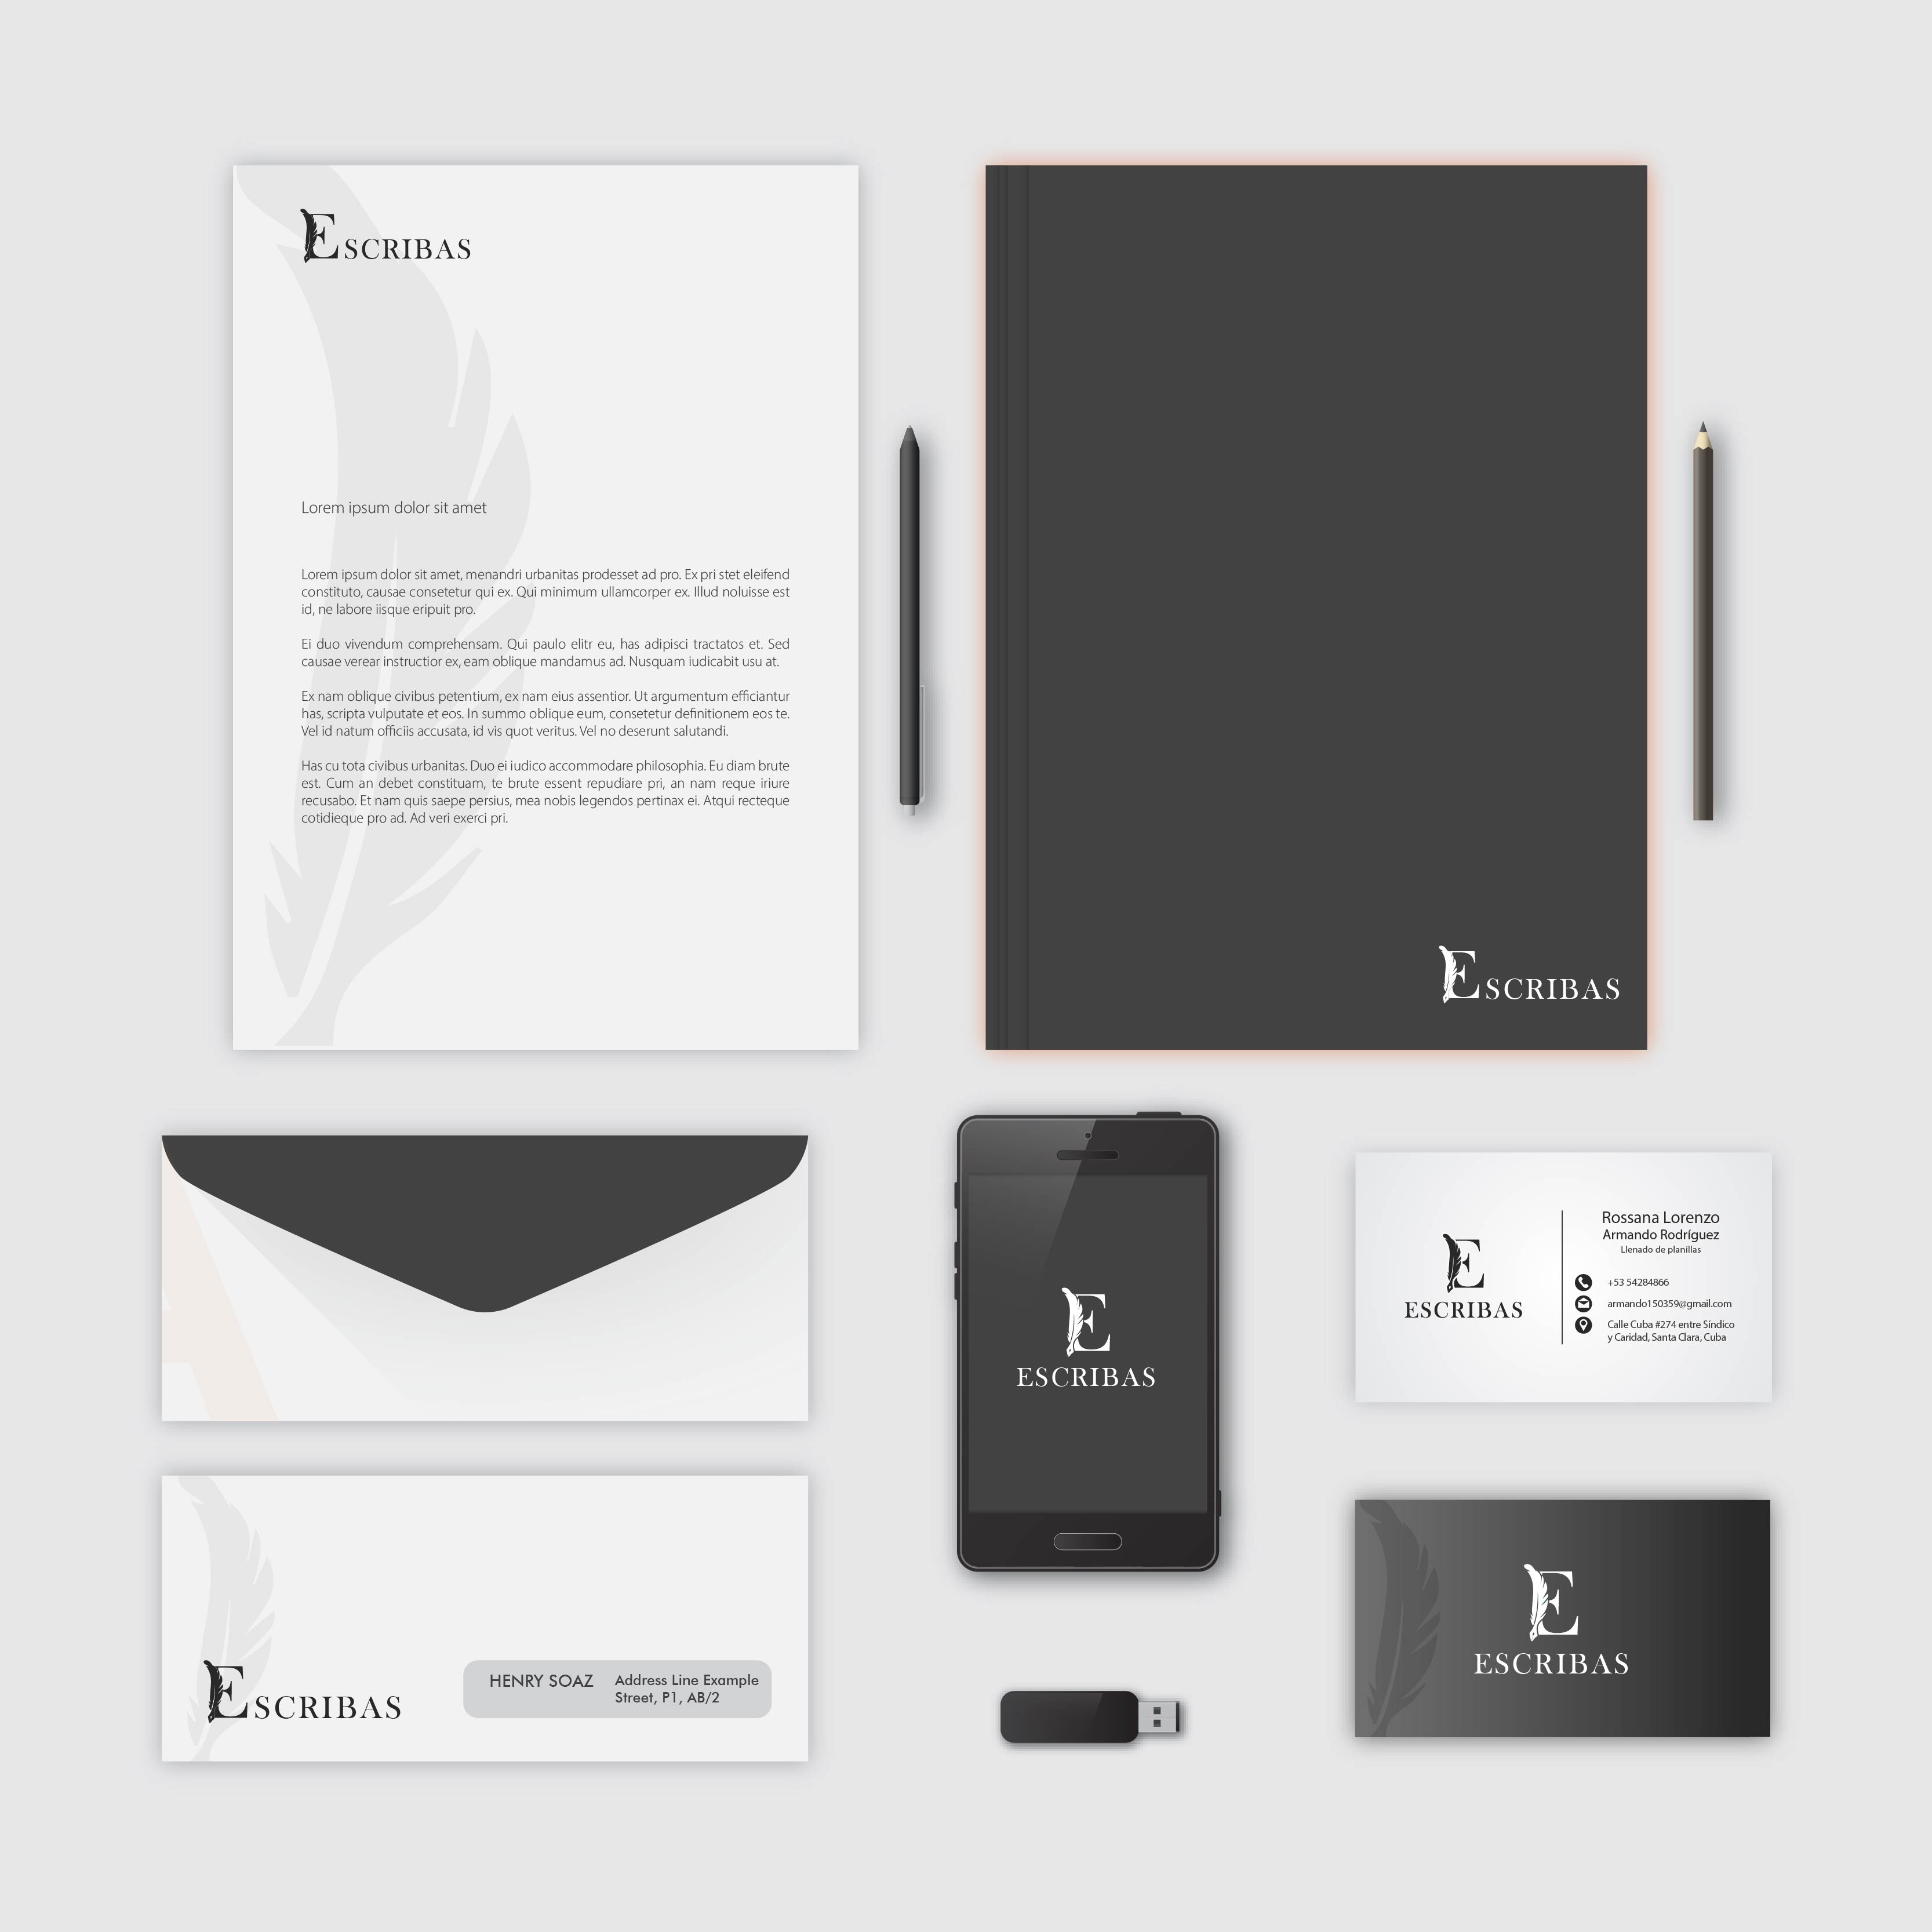 ESCRIBAS
Lorem ipsum dolor sit amet
Lorem ipsum dolor sit amet, menandri urbanitas prodesset ad pro. Ex pri stet eleifend
constituto, causae consetetur qui ex. Qui minimum ullamcorper ex. Illud noluisse est
id, ne labore iisque eripuit pro.
Ei duo vivendum comprehensam. Qui paulo elitr eu, has adipisci tractatos et. Sed
causae verear instructior ex, eam oblique mandamus ad. Nusquam iudicabit usu at.
Ex nam oblique civibus petentium, ex nam eius assentior. Ut argumentum efficiantur
has, scripta vulputate et eos. In summo oblique eum, consetetur definitionem eos te.
Vel id natum officiis accusata, id vis quot veritus. Vel no deserunt salutandi.
Has cu tota civibus urbanitas. Duo ei iudico accommodare philosophia. Eu diam brute
est. Cum an debet constituam, te brute essent repudiare pri, an nam reque iriure
recusabo. Et nam quis saepe persius, mea nobis legendos pertinax ei. Atqui recteque
cotidieque pro ad. Ad veri exerci pri.
ESCRIBAS
E
ESCRIBAS
E
ESCRIBAS
Rossana Lorenzo
Armando Rodríguez
Llenado de planillas
+53 54284866
armando150359@gmail.com
Calle Cuba #274 entre Síndico
y Caridad, Santa Clara, Cuba
ESCRIBAS
HENRY SOAZ
Address Line Example
Street, P1, AB/2
E
ESCRIBAS